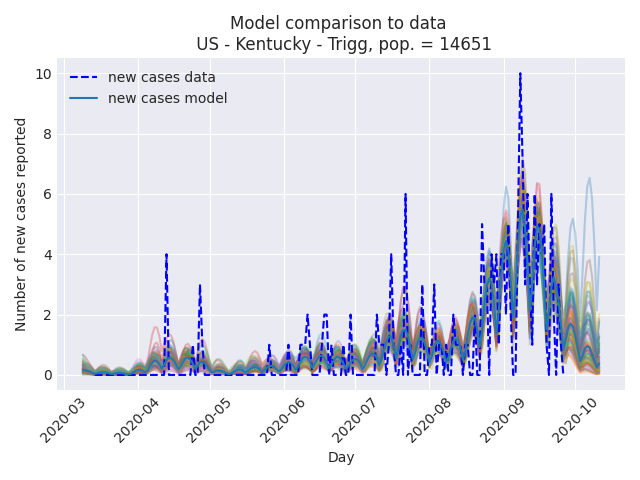 Model comparison to data
US - Kentucky - Trigg, pop. = 14651
new cases data
new cases model
Number of new cases reported
10
8
6
4
2
0
2020-03
2020-04
2020-05
2020-06
2020-07
2020-08
2020-09
2020-10
Day